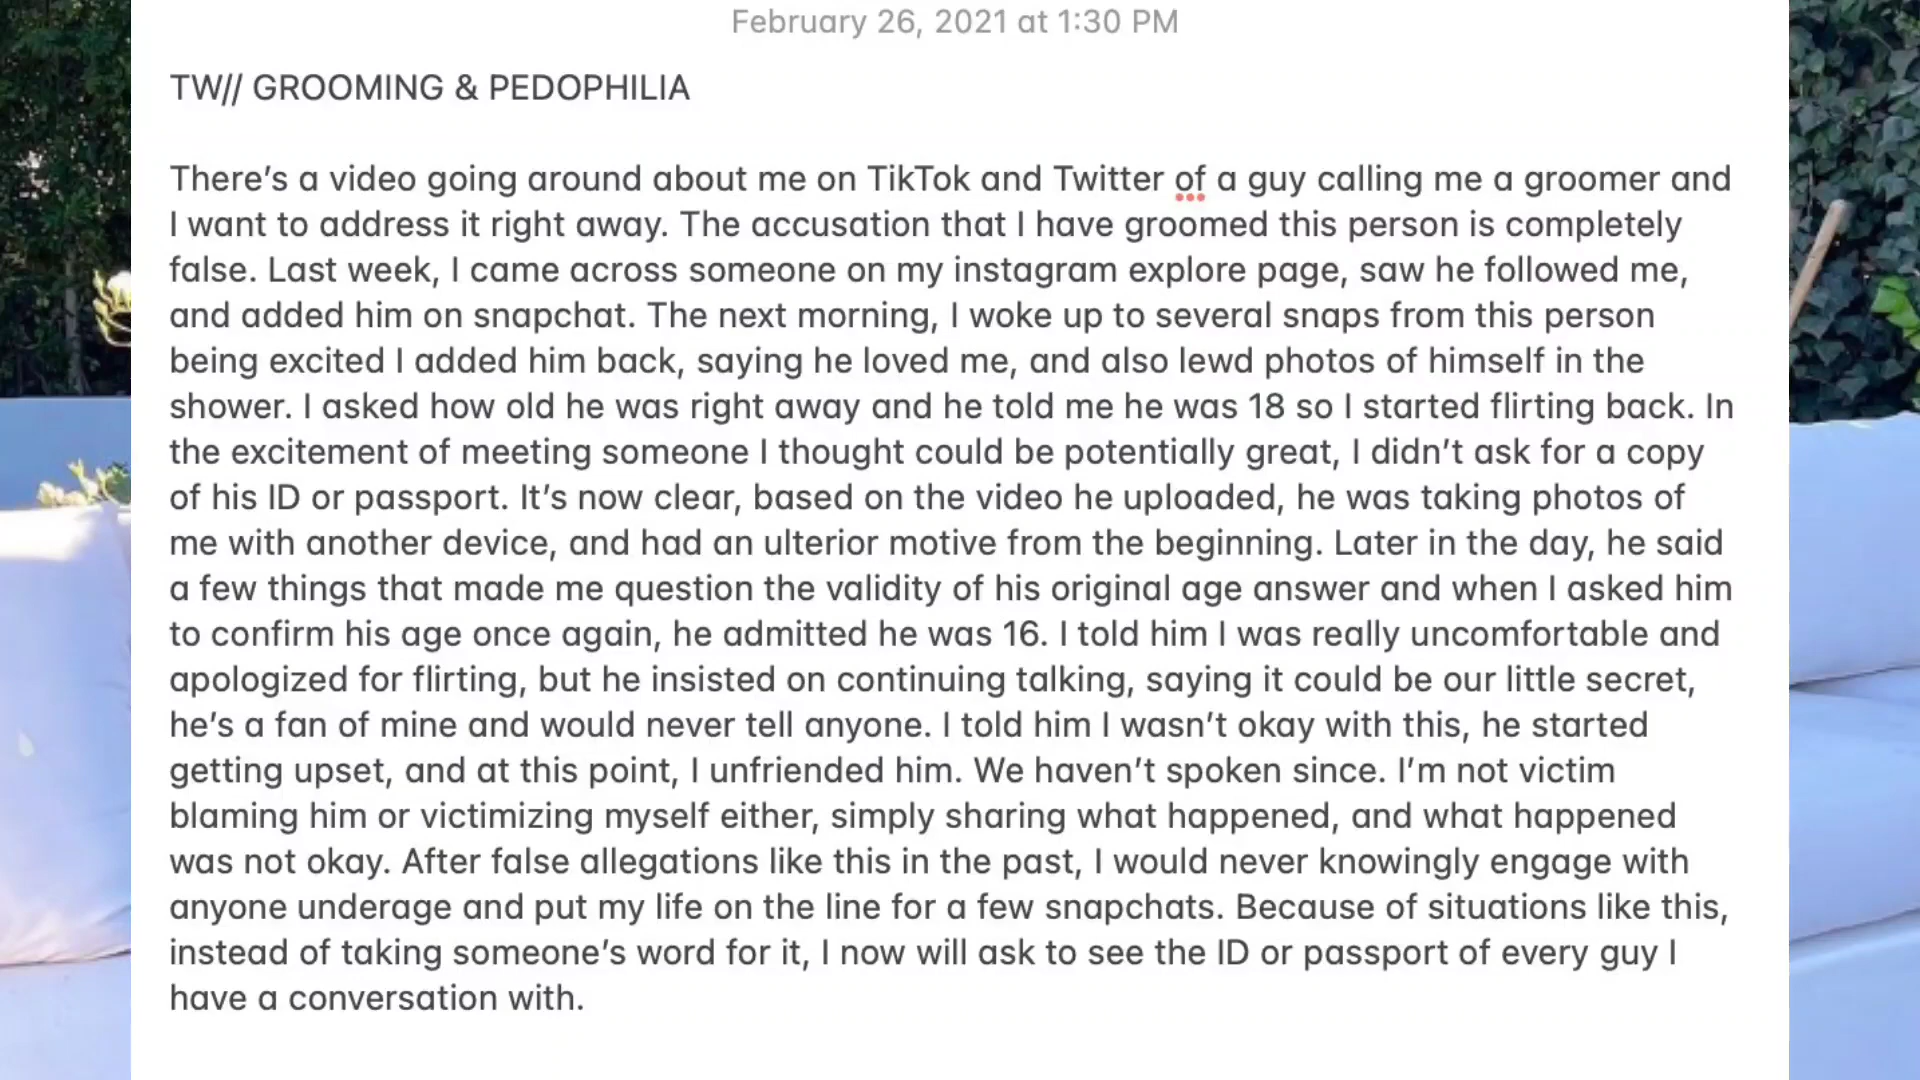 February 26, 2021 at 1:30 PM
TW// GROOMING & PEDOPHILIA
There’s a video going around about me on TikTok and Twitter of a guy calling me a groomer and
I want to address it right away. The accusation that I have groomed this person is completely
false. Last week, I came across someone on my instagram explore page, saw he followed me,
and added him on snapchat. The next morning, I woke up to several snaps from this person
being excited I added him back, saying he loved me, and also lewd photos of himself in the
shower. I asked how old he was right away and he told me he was 18 so I started flirting back. In
the excitement of meeting someone I thought could be potentially great, I didn’t ask for a copy
of his ID or passport. It’s now clear, based on the video he uploaded, he was taking photos of
me with another device, and had an ulterior motive from the beginning. Later in the day, he said
a few things that made me question the validity of his original age answer and when I asked him
to confirm his age once again, he admitted he was 16. I told him I was really uncomfortable and
apologized for flirting, but he insisted on continuing talking, saying it could be our little secret,
he’s a fan of mine and would never tell anyone. I told him I wasn’t okay with this, he started
getting upset, and at this point, I unfriended him. We haven’t spoken since. I’m not victim
blaming him or victimizing myself either, simply sharing what happened, and what happened
was not okay. After false allegations like this in the past, I would never knowingly engage with
anyone underage and put my life on the line for a few snapchats. Because of situations like this,
instead of taking someone’s word for it, I now will ask to see the ID or passport of every guy I
have a conversation with.